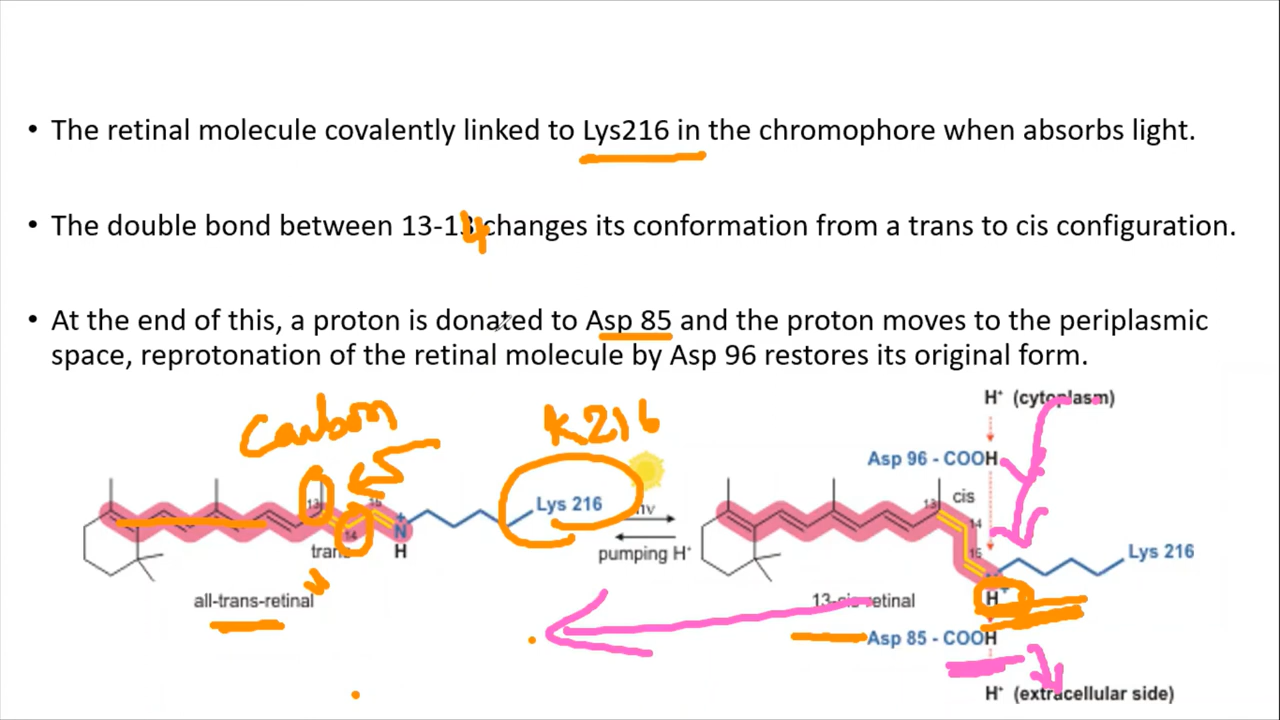 • The retinal molecule covalently linked to Lys216 in the chromophore when absorbs light.
• The double bond between 13-14 changes its conformation from a trans to cis configuration.
• At the end of this, a proton is donated to Asp 85 and the proton moves to the periplasmic
space, reprotonation of the retinal molecule by Asp 96 restores its original form.
H⁺ (cytoplasm)
Carbon
K216
Asp 96 - COOH
13
15
Lys 216
hν
13
cis
14
N⁺
14
trans
H
pumping H⁺
15
Lys 216
all-trans-retinal
13-cis-retinal
H⁺
Asp 85 - COOH
H⁺ (extracellular side)